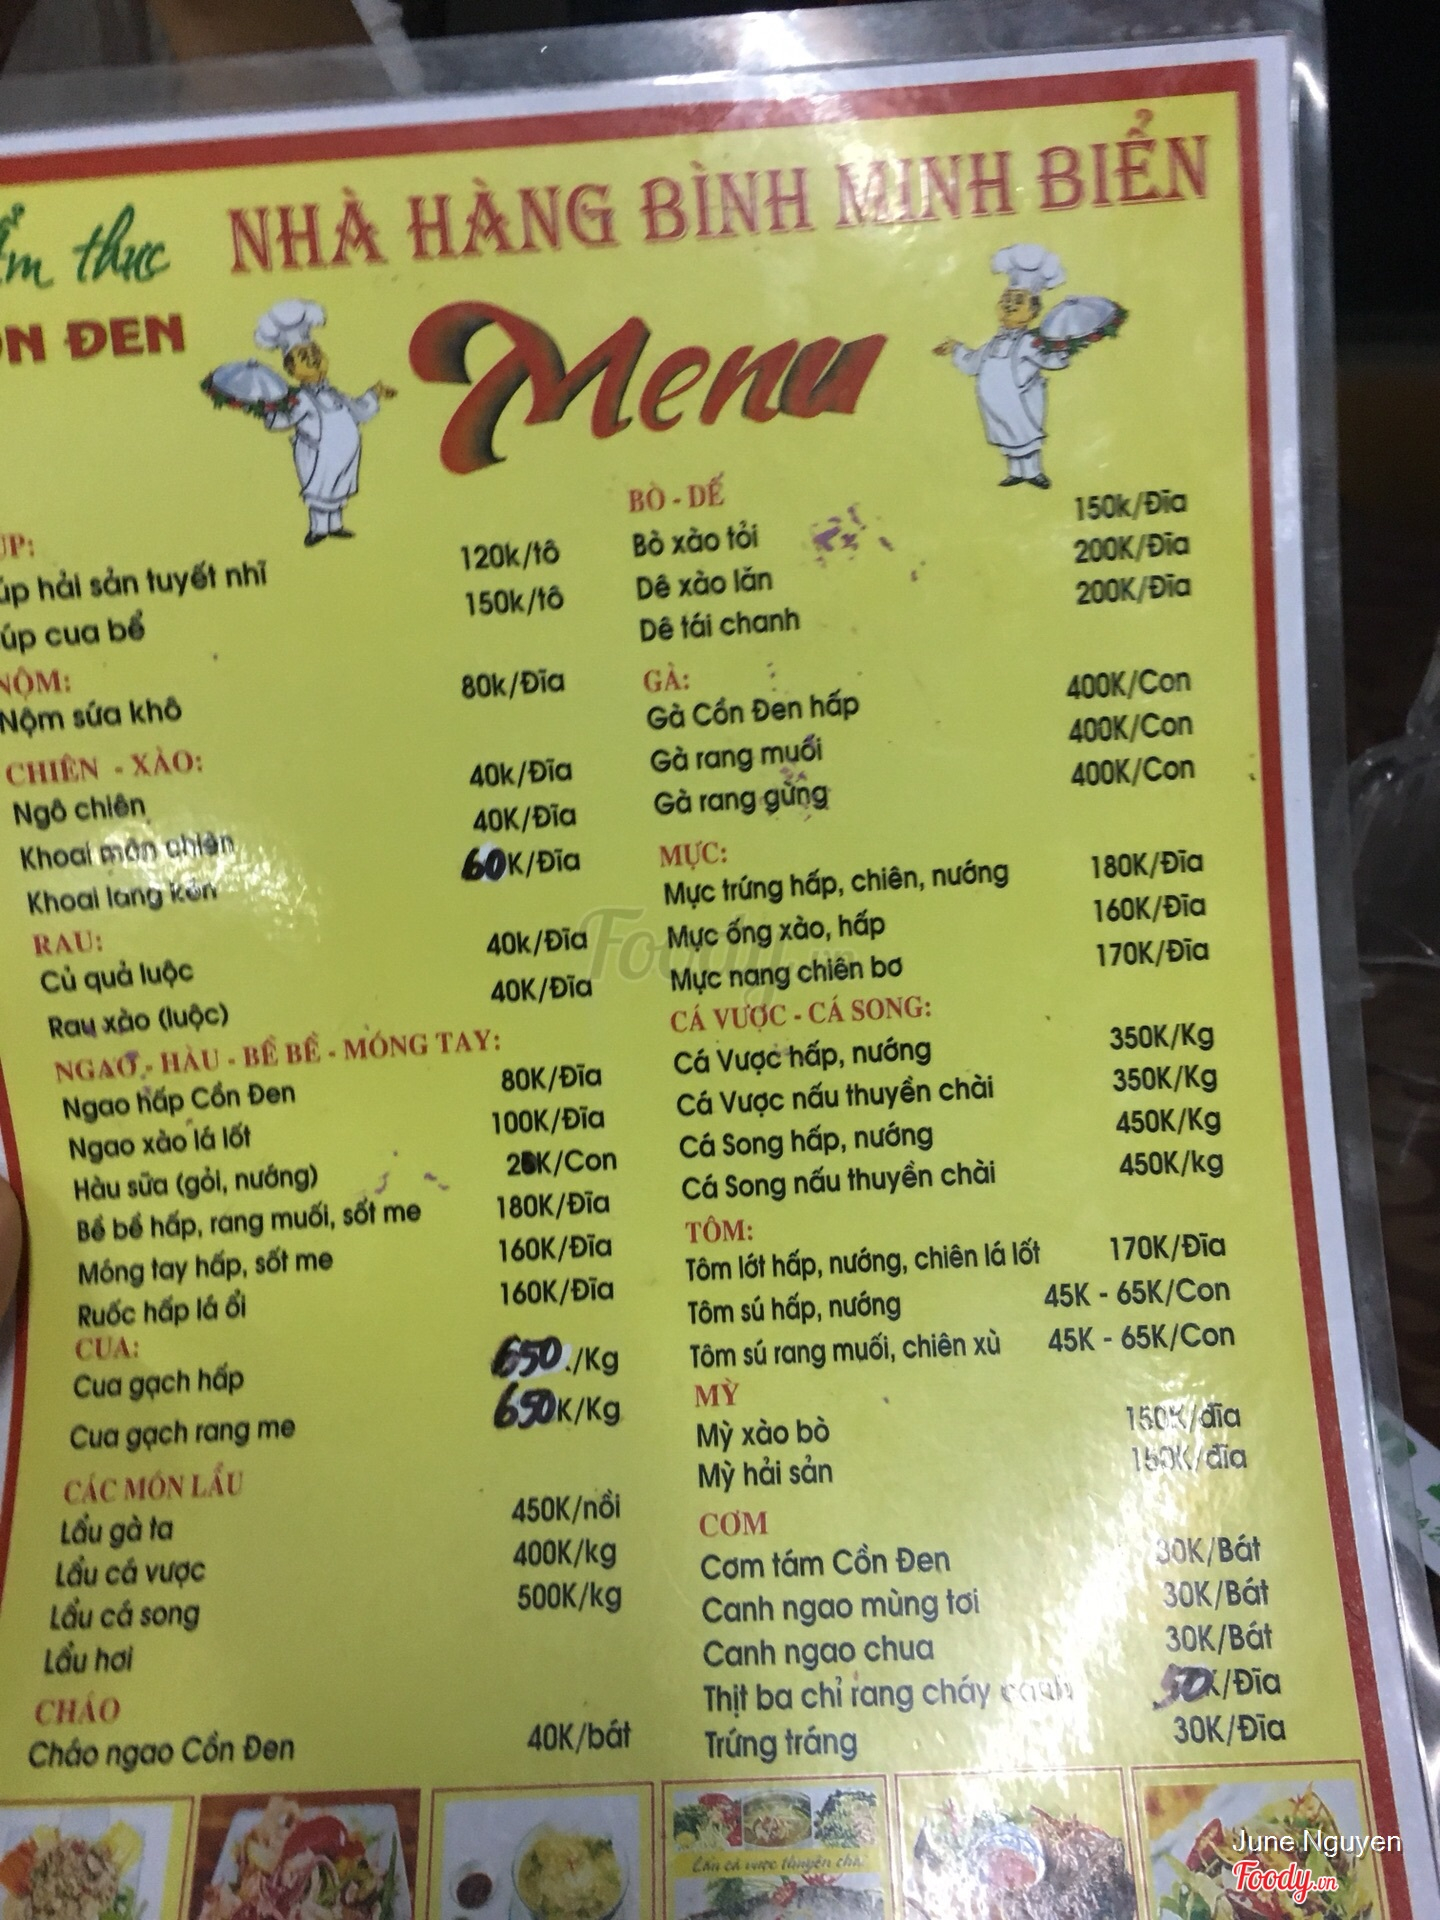 thực
ĐEN
NHÀ HÀNG BÌNH MINH BIỂN
Menu
hải sản tuyết nhĩ 120k/tô
cua bể 150k/tô
NỘM:
Nộm sứa khô 80k/Đĩa
CHIÊN - XÀO:
Ngô chiên 40k/Đĩa
Khoai môn chiên 40K/Đĩa
Khoai lang kén 60K/Đĩa
RAU:
Củ quả luộc 40k/Đĩa
Rau xào (luộc) 40K/Đĩa
NGAO - HÀU - BỀ BỀ - MÓNG TAY:
Ngao hấp Cồn Đen 80K/Đĩa
Ngao xào lá lốt 100K/Đĩa
Hàu sữa (gỏi, nướng)
Bề bề hấp, rang muối, sốt me 180K/Đĩa
Móng tay hấp, sốt me 160K/Đĩa
Ruốc hấp lá ổi 160K/Đĩa
CUA:
Cua gạch hấp 650./Kg
Cua gạch rang me 650K/Kg
CÁC MÓN LẨU
Lẩu gà ta 450K/nồi
Lẩu cá vược 400K/kg
Lẩu cá song 500K/kg
Lẩu hơi
CHÁO
Cháo ngao Cồn Đen 40K/bát
BÒ - DẾ
Bò xào tỏi 150k/Đĩa
Dê xào lăn 200K/Đĩa
Dê tái chanh 200K/Đĩa
GÀ:
Gà Cồn Đen hấp 400K/Con
Gà rang muối 400K/Con
Gà rang gừng 400K/Con
MỰC:
Mực trứng hấp, chiên, nướng 180K/Đĩa
Mực ống xào, hấp 160K/Đĩa
Mực nang chiên bơ 170K/Đĩa
CÁ VƯỢC - CÁ SONG:
Cá Vược hấp, nướng 350K/Kg
Cá Vược nấu thuyền chài 350K/Kg
Cá Song hấp, nướng 450K/Kg
Cá Song nấu thuyền chài 450K/kg
TÔM:
Tôm lớt hấp, nướng, chiên lá lốt 170K/Đĩa
Tôm sú hấp, nướng 45K - 65K/Con
Tôm sú rang muối, chiên xù 45K - 65K/Con
MỲ
Mỳ xào bò 150K/đĩa
Mỳ hải sản 150K/đĩa
CƠM
Cơm tám Cồn Đen 30K/Bát
Canh ngao mùng tơi 30K/Bát
Canh ngao chua 30K/Bát
Thịt ba chỉ rang cháy cạnh 50K/Đĩa
Trứng tráng 30K/Đĩa
Lẩu cá vược thuyền chài
Foody.vn
June Nguyen
Foody.vn